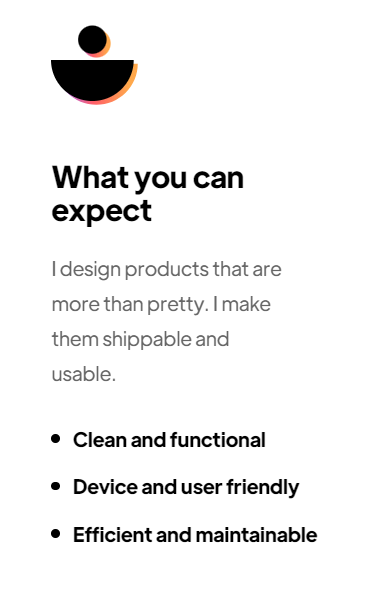 What you can
expect
I design products that are
more than pretty. I make
them shippable and
usable.
Clean and functional
Device and user friendly
Efficient and maintainable